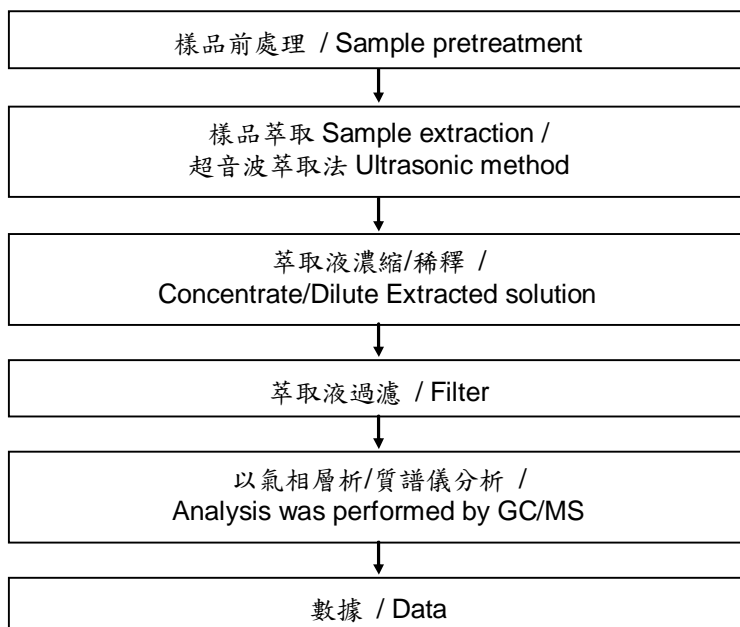 樣品前處理 / Sample pretreatment
樣品萃取 Sample extraction /
超音波萃取法 Ultrasonic method
萃取液濃縮/稀釋 /
Concentrate/Dilute Extracted solution
萃取液過濾 / Filter
以氣相層析/質譜儀分析 /
Analysis was performed by GC/MS
數據 / Data